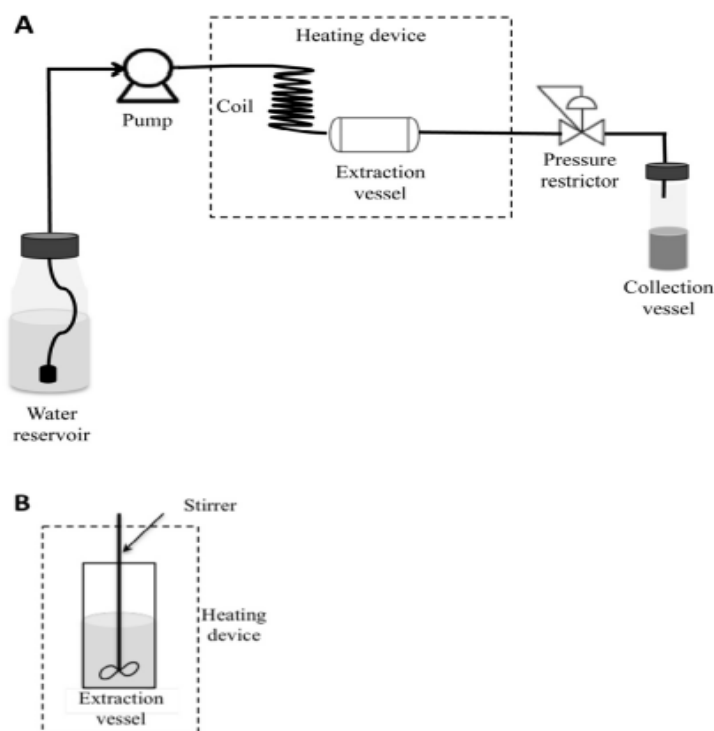 A
Heating device
Coil
Pump
Extraction
vessel
Pressure
restrictor
Collection
vessel
Water
reservoir
B
Stirrer
Heating
device
Extraction
vessel